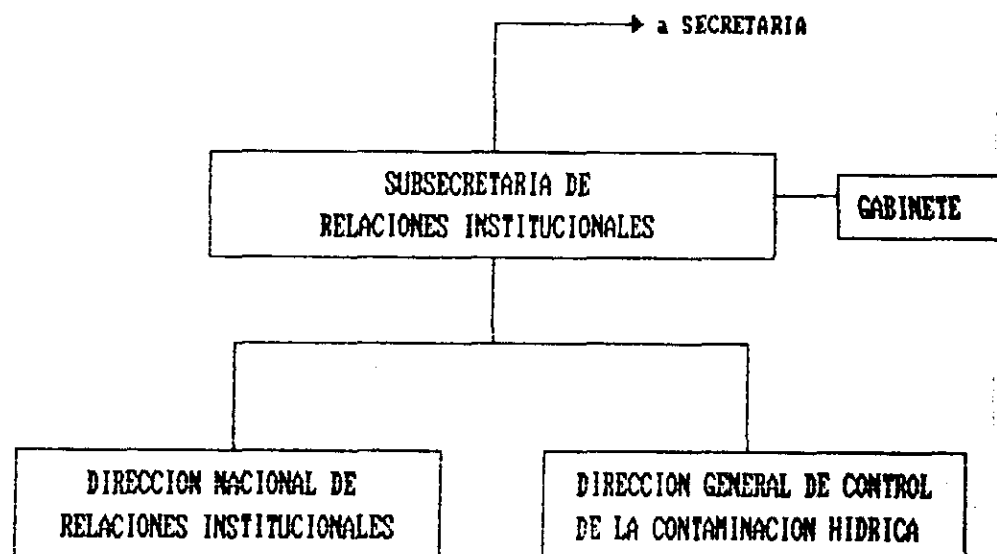 a SECRETARIA
SUBSECRETARIA DE
RELACIONES INSTITUCIONALES
GABINETE
DIRECCION NACIONAL DE
RELACIONES INSTITUCIONALES
DIRECCION GENERAL DE CONTROL
DE LA CONTAMINACION HIDRICA